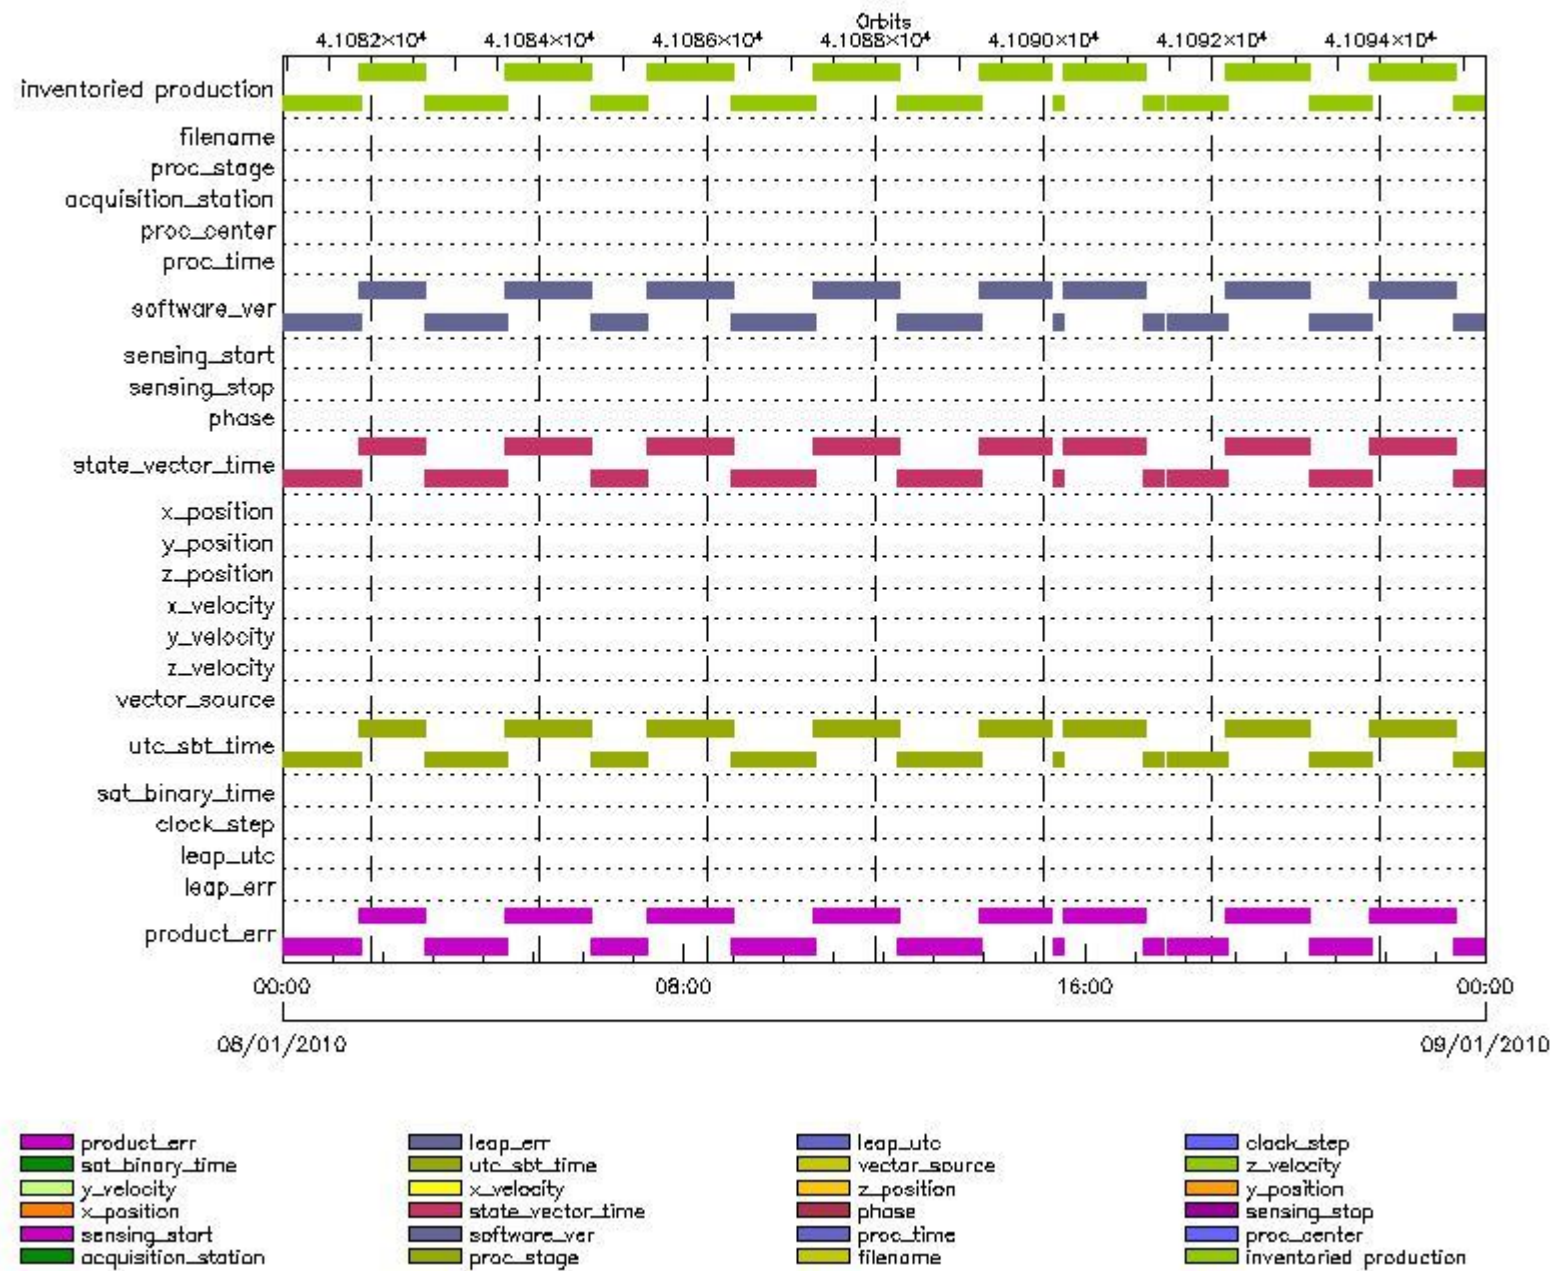 Orbits
4.1082×10⁴ 4.1084×10⁴ 4.1086×10⁴ 4.1088×10⁴ 4.1090×10⁴ 4.1092×10⁴ 4.1094×10⁴
inventoried production
filename
proc_stage
acquisition_station
proc_center
proc_time
software_ver
sensing_start
sensing_stop
phase
state_vector_time
x_position
y_position
z_position
x_velocity
y_velocity
z_velocity
vector_source
utc_sbt_time
sat_binary_time
clock_step
leap_utc
leap_err
product_err
00:00 08:00 16:00 00:00
08/01/2010 09/01/2010
product_err leap_err leap_utc clock_step
sat_binary_time utc_sbt_time vector_source z_velocity
y_velocity x_velocity z_position y_position
x_position state_vector_time phase sensing_stop
sensing_start software_ver proc_time proc_center
acquisition_station proc_stage filename inventoried production